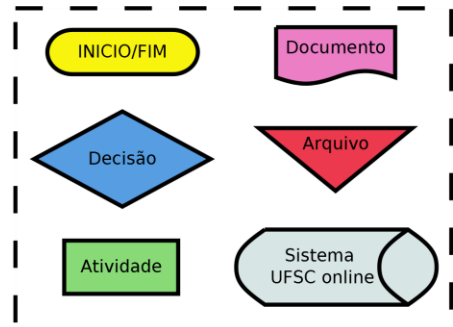 INICIO/FIM
Documento
Decisão
Arquivo
Atividade
Sistema
UFSC online